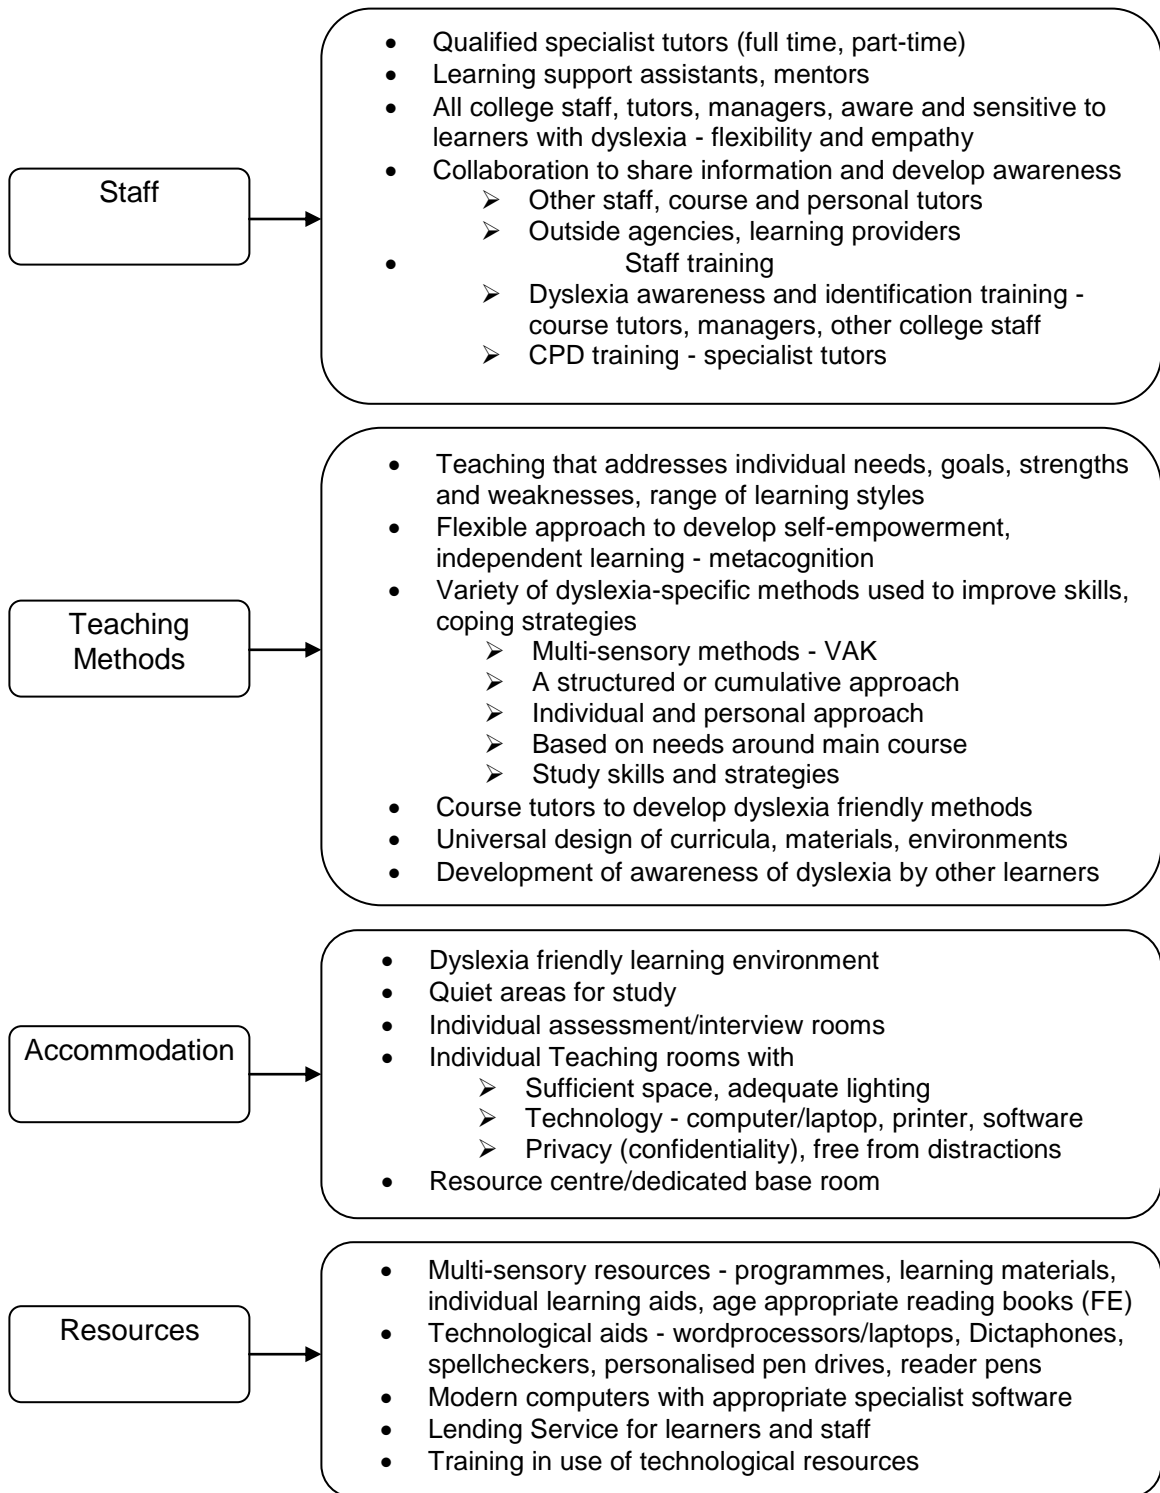 Staff
• Qualified specialist tutors (full time, part-time)
• Learning support assistants, mentors
• All college staff, tutors, managers, aware and sensitive to
learners with dyslexia - flexibility and empathy
• Collaboration to share information and develop awareness
➢ Other staff, course and personal tutors
➢ Outside agencies, learning providers
• Staff training
➢ Dyslexia awareness and identification training -
course tutors, managers, other college staff
➢ CPD training - specialist tutors
Teaching
Methods
• Teaching that addresses individual needs, goals, strengths
and weaknesses, range of learning styles
• Flexible approach to develop self-empowerment,
independent learning - metacognition
• Variety of dyslexia-specific methods used to improve skills,
coping strategies
➢ Multi-sensory methods - VAK
➢ A structured or cumulative approach
➢ Individual and personal approach
➢ Based on needs around main course
➢ Study skills and strategies
• Course tutors to develop dyslexia friendly methods
• Universal design of curricula, materials, environments
• Development of awareness of dyslexia by other learners
Accommodation
• Dyslexia friendly learning environment
• Quiet areas for study
• Individual assessment/interview rooms
• Individual Teaching rooms with
➢ Sufficient space, adequate lighting
➢ Technology - computer/laptop, printer, software
➢ Privacy (confidentiality), free from distractions
• Resource centre/dedicated base room
Resources
• Multi-sensory resources - programmes, learning materials,
individual learning aids, age appropriate reading books (FE)
• Technological aids - wordprocessors/laptops, Dictaphones,
spellcheckers, personalised pen drives, reader pens
• Modern computers with appropriate specialist software
• Lending Service for learners and staff
• Training in use of technological resources